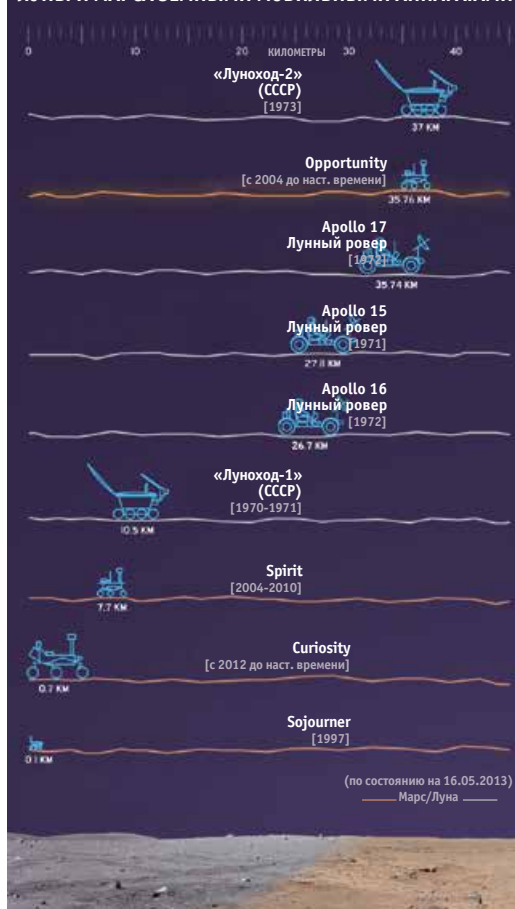 0 10 20 КИЛОМЕТРЫ 30 40
«Луноход-2»
(СССР)
[1973]
37 КМ
Opportunity
[с 2004 до наст. времени]
35.76 КМ
Apollo 17
Лунный ровер
[1972]
35.74 КМ
Apollo 15
Лунный ровер
[1971]
27.8 КМ
Apollo 16
Лунный ровер
[1972]
26.7 КМ
«Луноход-1»
(СССР)
[1970-1971]
10.5 КМ
Spirit
[2004-2010]
7.7 КМ
Curiosity
[с 2012 до наст. времени]
0.7 КМ
Sojourner
[1997]
0.1 КМ
(по состоянию на 16.05.2013)
Марс/Луна